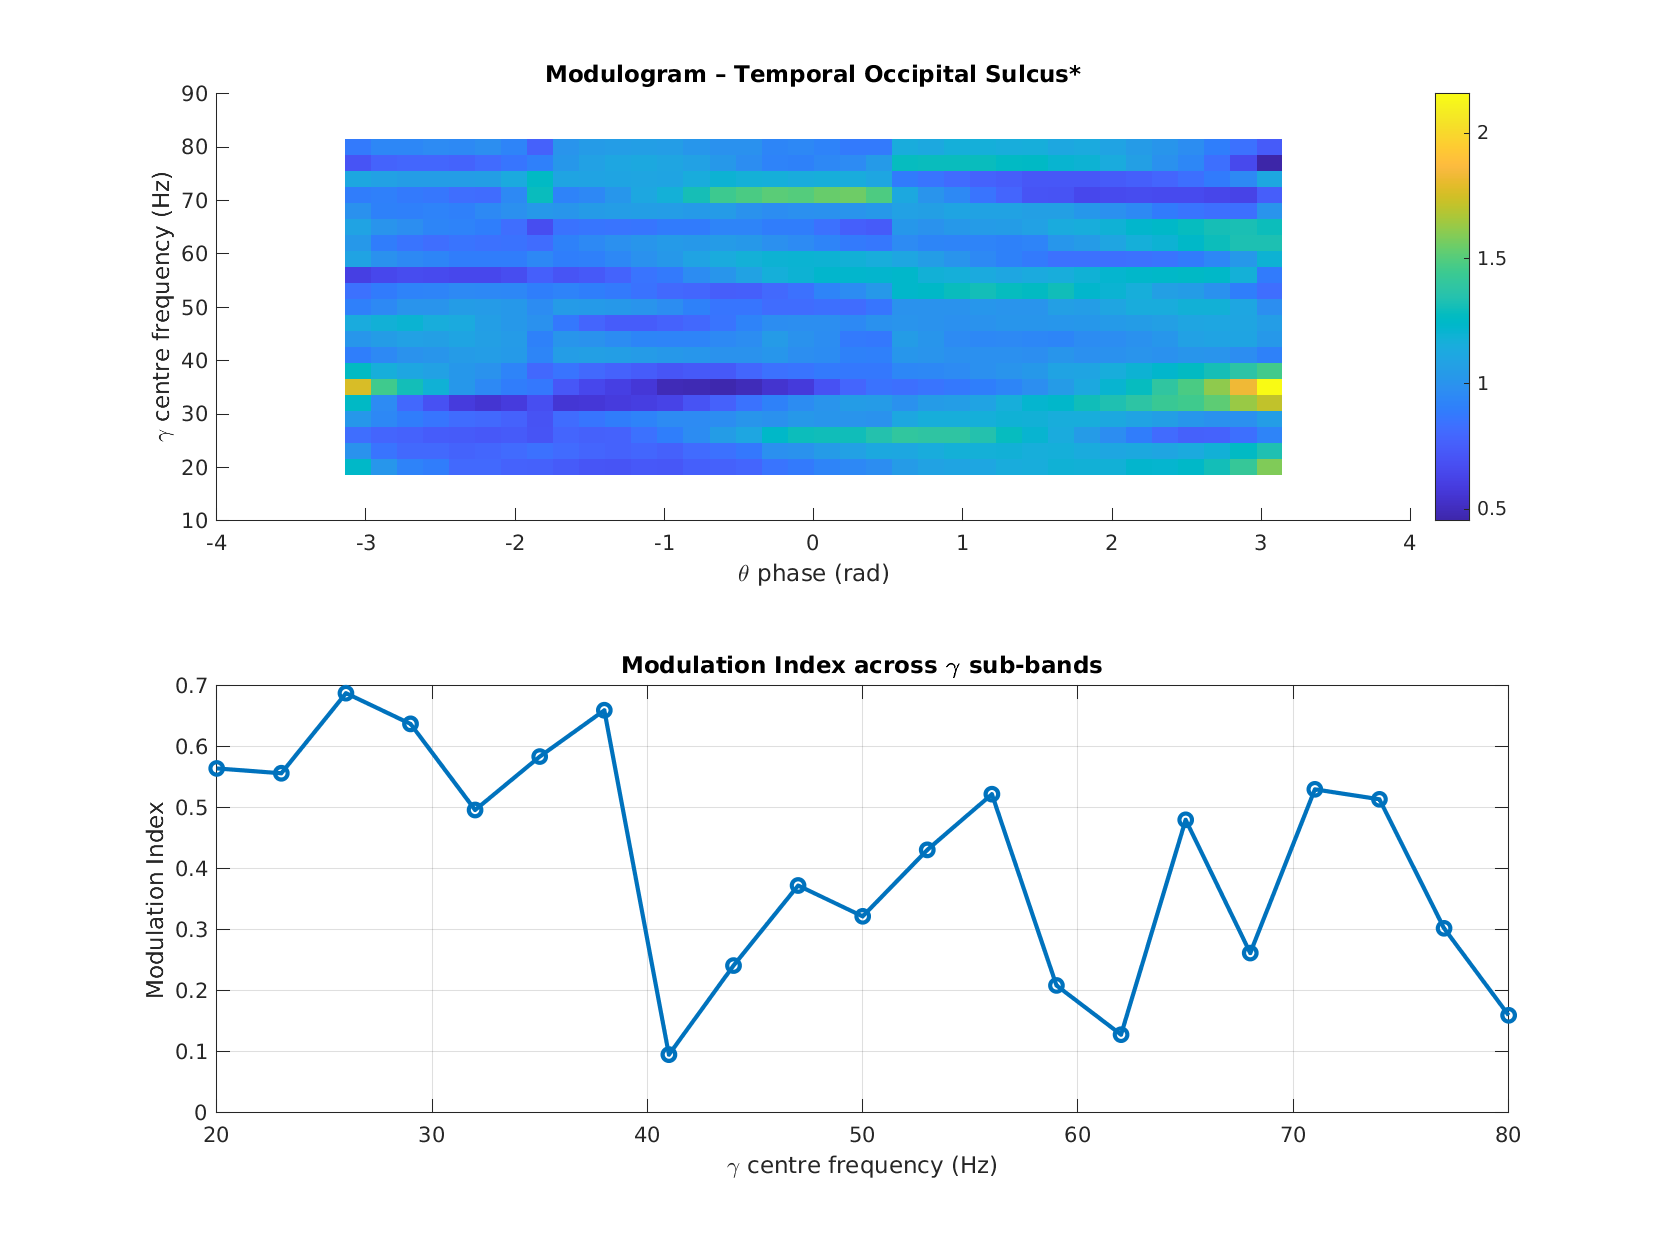 Modulogram – Temporal Occipital Sulcus*
90
80
70
60
50
40
30
20
10
γ centre frequency (Hz)
-4 -3 -2 -1 0 1 2 3 4
θ phase (rad)
2
1.5
1
0.5
Modulation Index across γ sub-bands
0.7
0.6
0.5
0.4
0.3
0.2
0.1
0
Modulation Index
20 30 40 50 60 70 80
γ centre frequency (Hz)